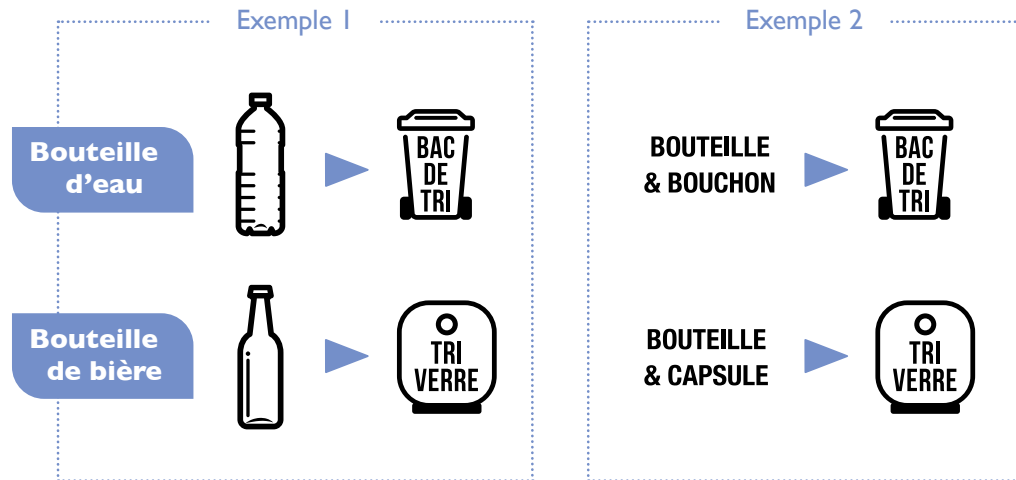 Exemple 1
Exemple 2
Bouteille
d'eau
BAC
DE
TRI
BOUTEILLE
& BOUCHON
BAC
DE
TRI
Bouteille
de bière
TRI
VERRE
BOUTEILLE
& CAPSULE
TRI
VERRE